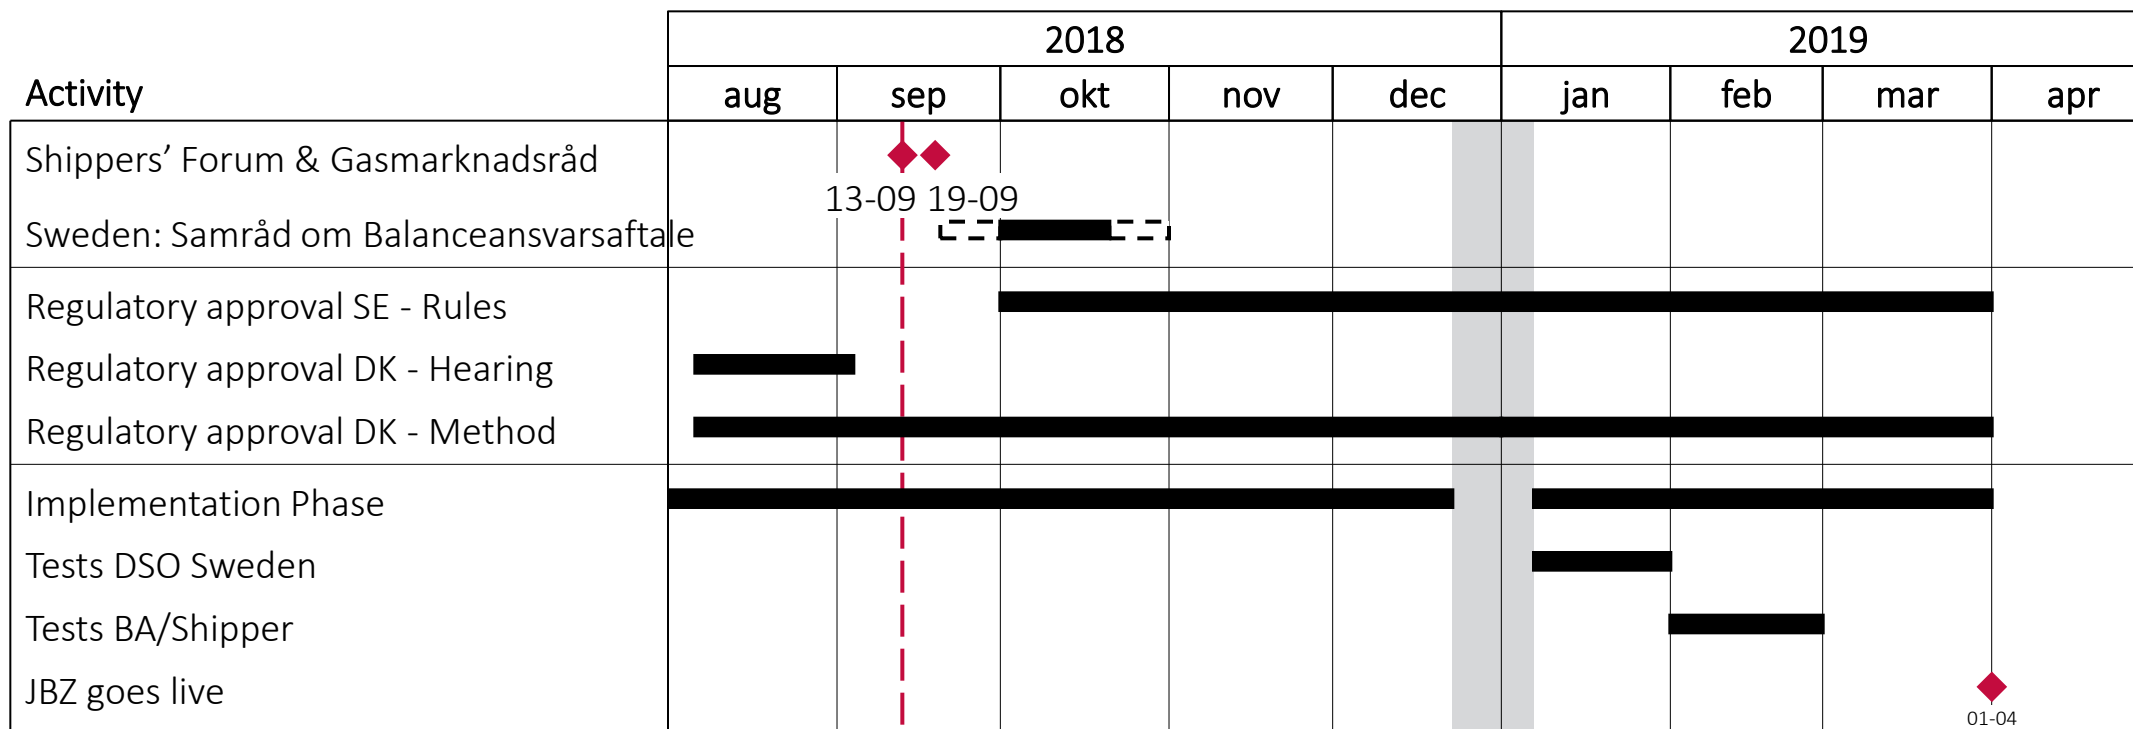 2018 2019
Activity aug sep okt nov dec jan feb mar apr
Shippers’ Forum & Gasmarknadsråd
13-09 19-09
Sweden: Samråd om Balanceansvarsaftale
Regulatory approval SE - Rules
Regulatory approval DK - Hearing
Regulatory approval DK - Method
Implementation Phase
Tests DSO Sweden
Tests BA/Shipper
JBZ goes live
01-04